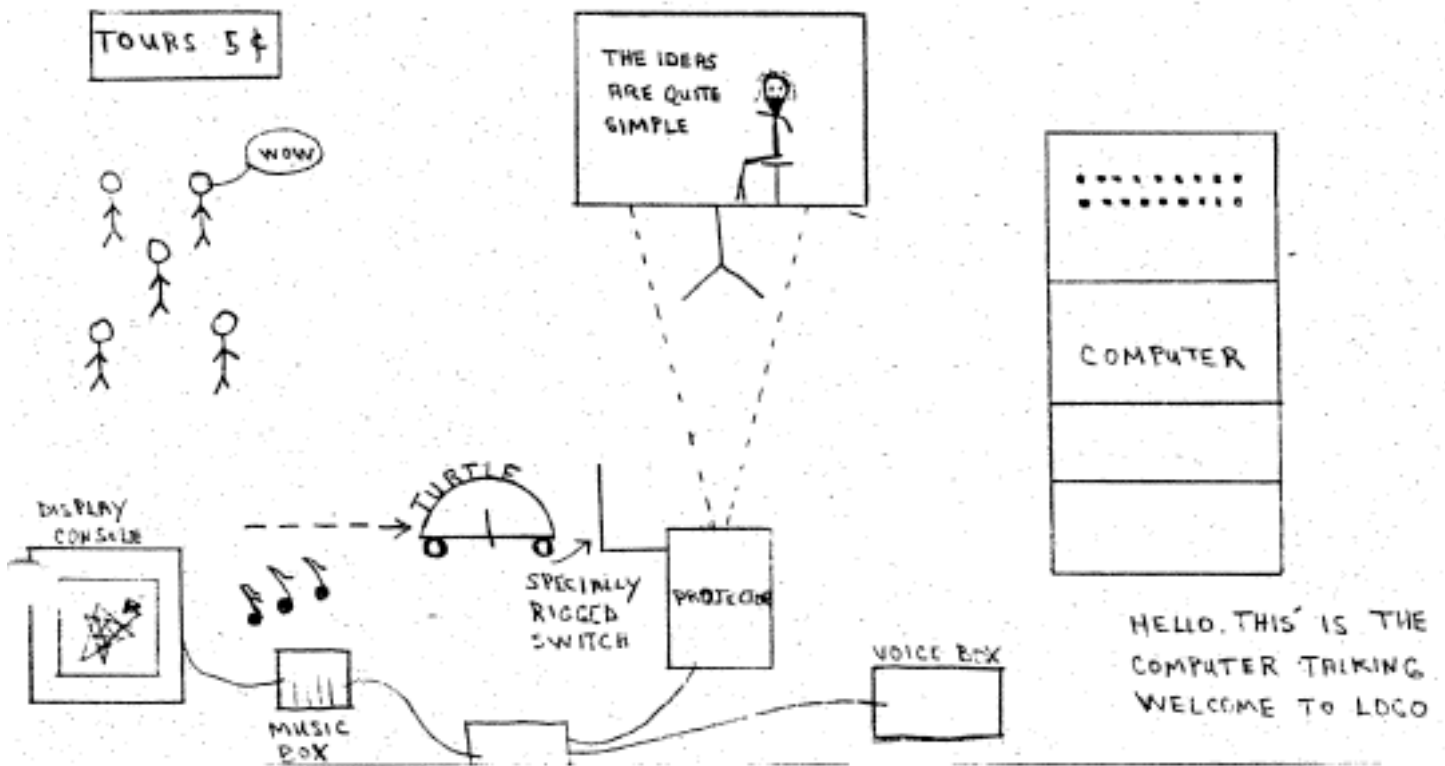 TOURS 5¢
WOW
THE IDEAS
ARE QUITE
SIMPLE
COMPUTER
DISPLAY
CONSOLE
TURTLE
SPECIALLY
RIGGED
SWITCH
PROJECTOR
MUSIC
BOX
VOICE BOX
HELLO. THIS IS THE
COMPUTER TALKING
WELCOME TO LOGO